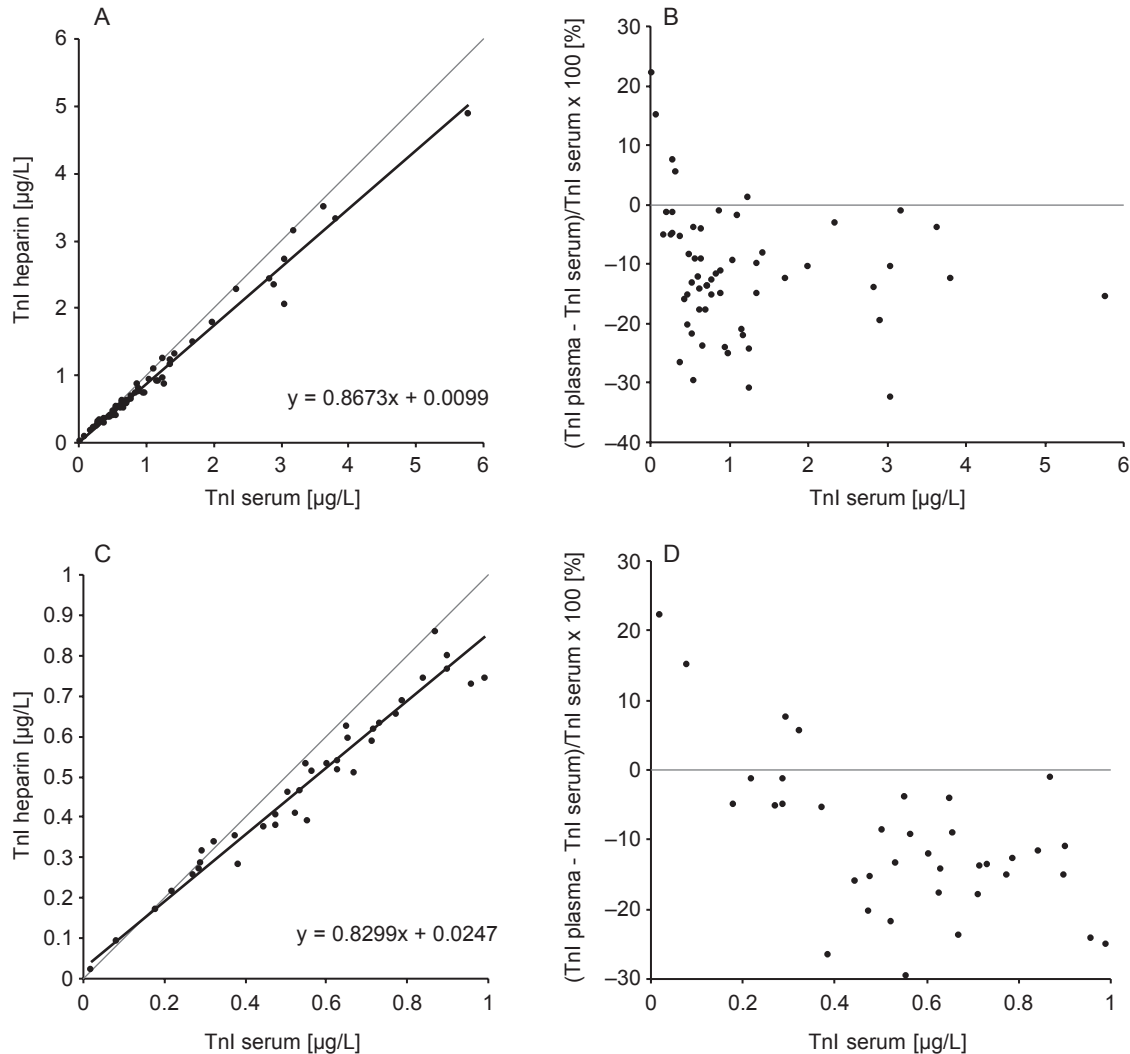 A
6
5
4
3
2
1
0
TnI heparin [µg/L]
0 1 2 3 4 5 6
TnI serum [µg/L]
y = 0.8673x + 0.0099
B
30
20
10
0
–10
–20
–30
–40
(TnI plasma - TnI serum)/TnI serum x 100 [%]
0 1 2 3 4 5 6
TnI serum [µg/L]
C
1
0.9
0.8
0.7
0.6
0.5
0.4
0.3
0.2
0.1
0
TnI heparin [µg/L]
0 0.2 0.4 0.6 0.8 1
TnI serum [µg/L]
y = 0.8299x + 0.0247
D
30
20
10
0
–10
–20
–30
(TnI plasma - TnI serum)/TnI serum x 100 [%]
0 0.2 0.4 0.6 0.8 1
TnI serum [µg/L]